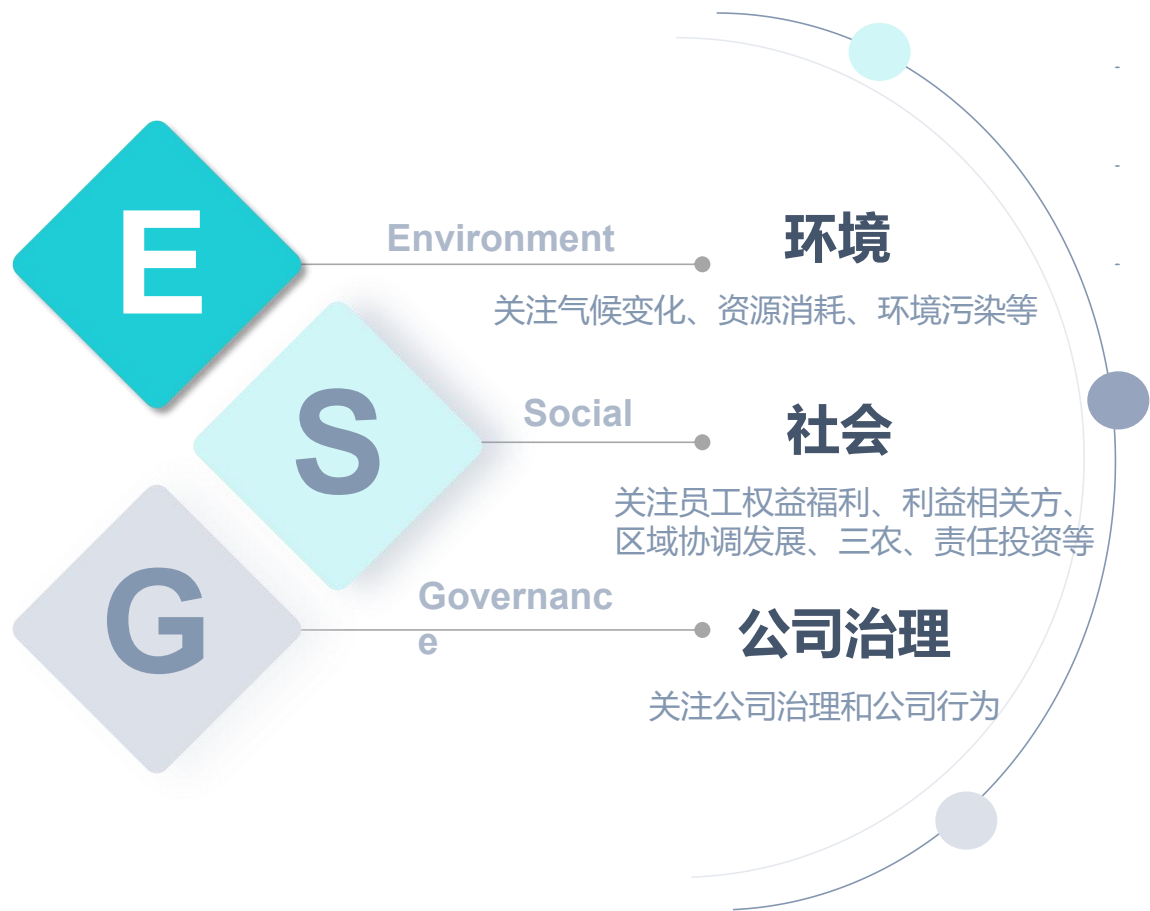 E
Environment
环境
关注气候变化、资源消耗、环境污染等
S
Social
社会
关注员工权益福利、利益相关方、
区域协调发展、三农、责任投资等
G
Governanc
e
公司治理
关注公司治理和公司行为